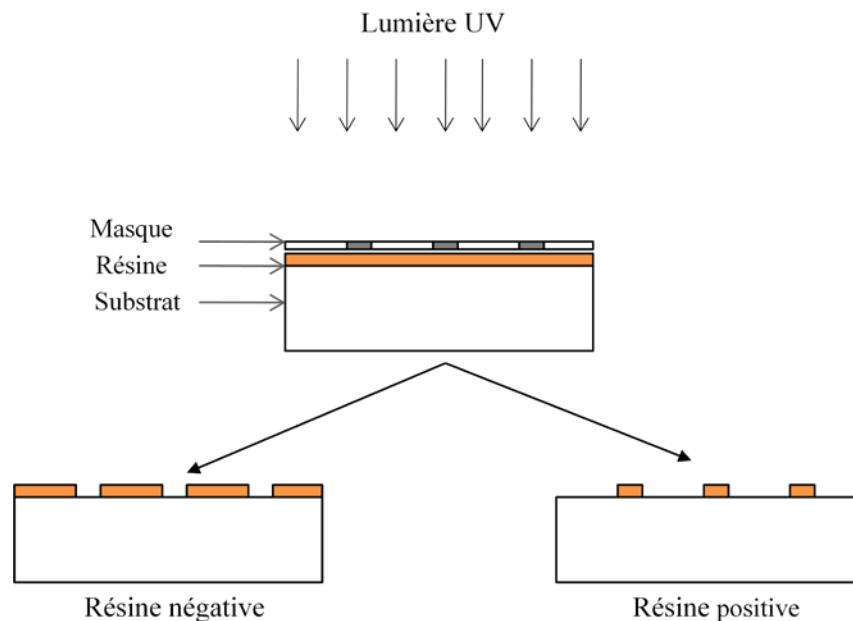 Lumière UV
Masque
Résine
Substrat
Résine négative
Résine positive